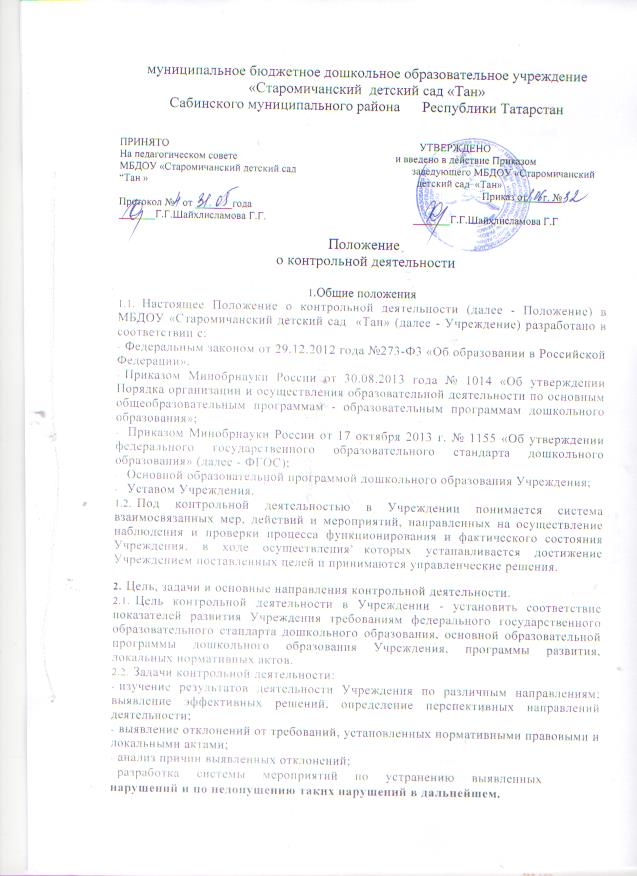 муниципальное бюджетное дошкольное образовательное учреждение
«Старомичанский детский сад «Тан»
Сабинского муниципального района Республики Татарстан
ПРИНЯТО
На педагогическом совете
МБДОУ «Старомичанский детский сад
“Тан »
Протокол №4 от 31.05 года
Г.Г.Шайхлисламова Г.Г.
УТВЕРЖДЕНО
и введено в действие Приказом
заведующего МБДОУ «Старомичанский
детский сад «Тан»
Приказ от 1.06 г. №32
Г.Г.Шайхлисламова Г.Г
Положение
о контрольной деятельности
1.Общие положения
1.1. Настоящее Положение о контрольной деятельности (далее - Положение) в
МБДОУ «Старомичанский детский сад «Тан» (далее - Учреждение) разработано в
соответствии с:
- Федеральным законом от 29.12.2012 года №273-ФЗ «Об образовании в Российской
Федерации».
- Приказом Минобрнауки России от 30.08.2013 года № 1014 «Об утверждении
Порядка организации и осуществления образовательной деятельности по основным
общеобразовательным программам - образовательным программам дошкольного
образования»;
- Приказом Минобрнауки России от 17 октября 2013 г. № 1155 «Об утверждении
федерального государственного образовательного стандарта дошкольного
образования» (далее - ФГОС);
- Основной образовательной программой дошкольного образования Учреждения;
- Уставом Учреждения.
1.2. Под контрольной деятельностью в Учреждении понимается система
взаимосвязанных мер, действий и мероприятий, направленных на осуществление
наблюдения и проверки процесса функционирования и фактического состояния
Учреждения, в ходе осуществления которых устанавливается достижение
Учреждением поставленных целей и принимаются управленческие решения.
2. Цель, задачи и основные направления контрольной деятельности.
2.1. Цель контрольной деятельности в Учреждении - установить соответствие
показателей развития Учреждения требованиям федерального государственного
образовательного стандарта дошкольного образования, основной образовательной
программы дошкольного образования Учреждения, программы развития,
локальных нормативных актов.
2.2. Задачи контрольной деятельности:
- изучение результатов деятельности Учреждения по различным направлениям;
выявление эффективных решений, определение перспективных направлений
деятельности;
- выявление отклонений от требований, установленных нормативными правовыми и
локальными актами;
- анализ причин выявленных отклонений;
разработка системы мероприятий по устранению выявленных
нарушений и по недопущению таких нарушений в дальнейшем.